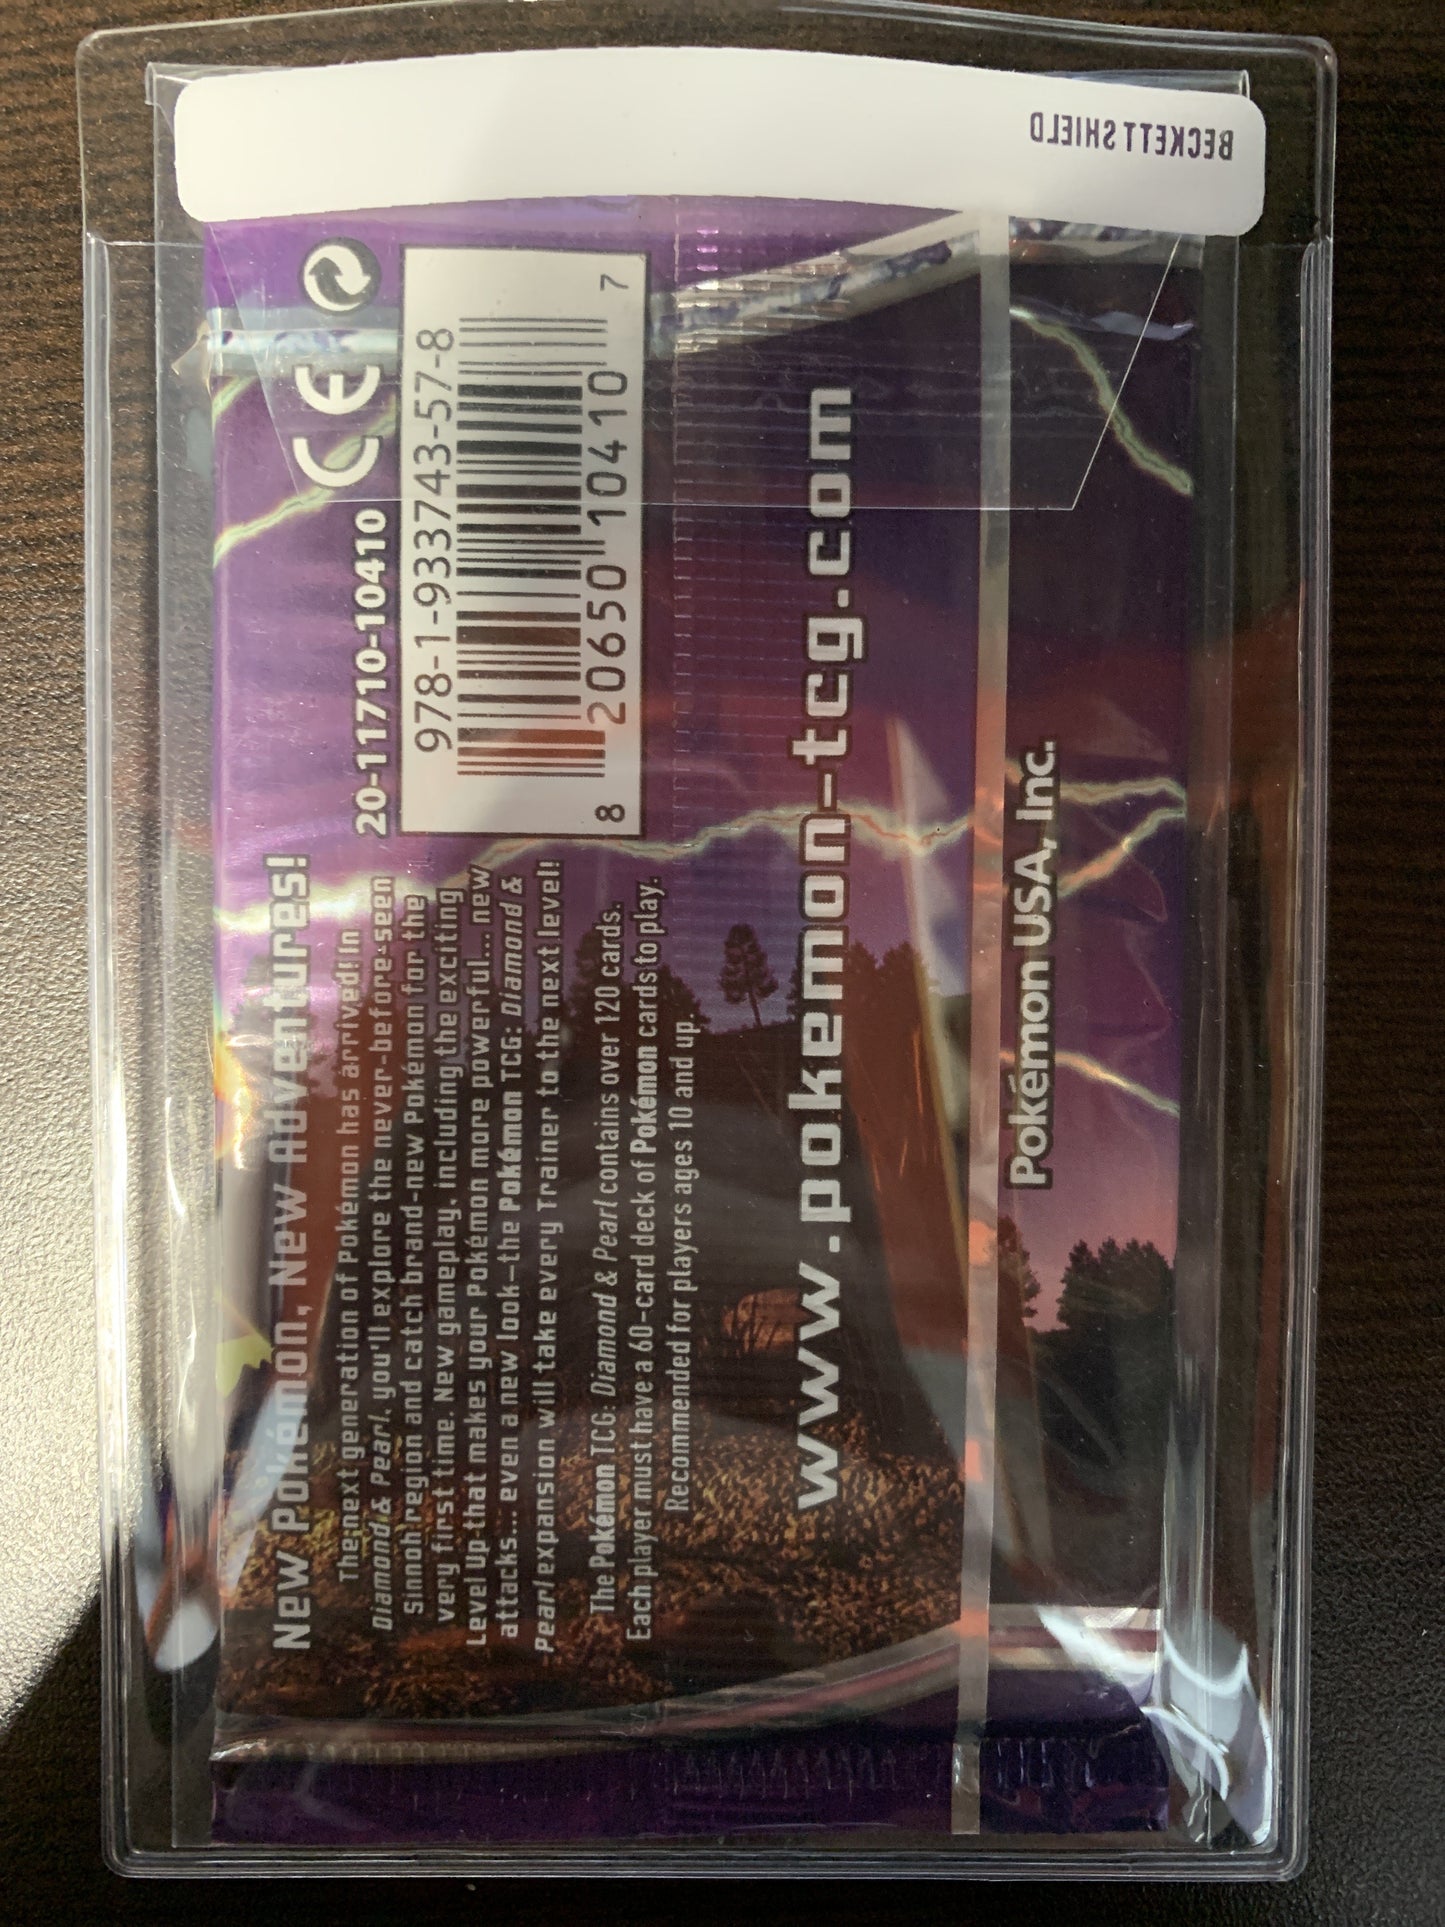 BECKETT SHIELD
New Pokémon, New Adventures!
The next generation of Pokémon has arrived! In
Diamond & Pearl, you'll explore the never-before-seen
Sinnoh region and catch brand-new Pokémon for the
very first time. New gameplay, including the exciting
Level Up that makes your Pokémon more powerful... new
attacks... even a new look—the Pokémon TCG: Diamond &
Pearl expansion will take every Trainer to the next level!
The Pokémon TCG: Diamond & Pearl contains over 120 cards.
Each player must have a 60-card deck of Pokémon cards to play.
Recommended for players ages 10 and up.
CE
20-11710-10410
978-1-933743-57-8
8 20650 10410 7
www.pokemon-tcg.com
Pokémon USA, Inc.